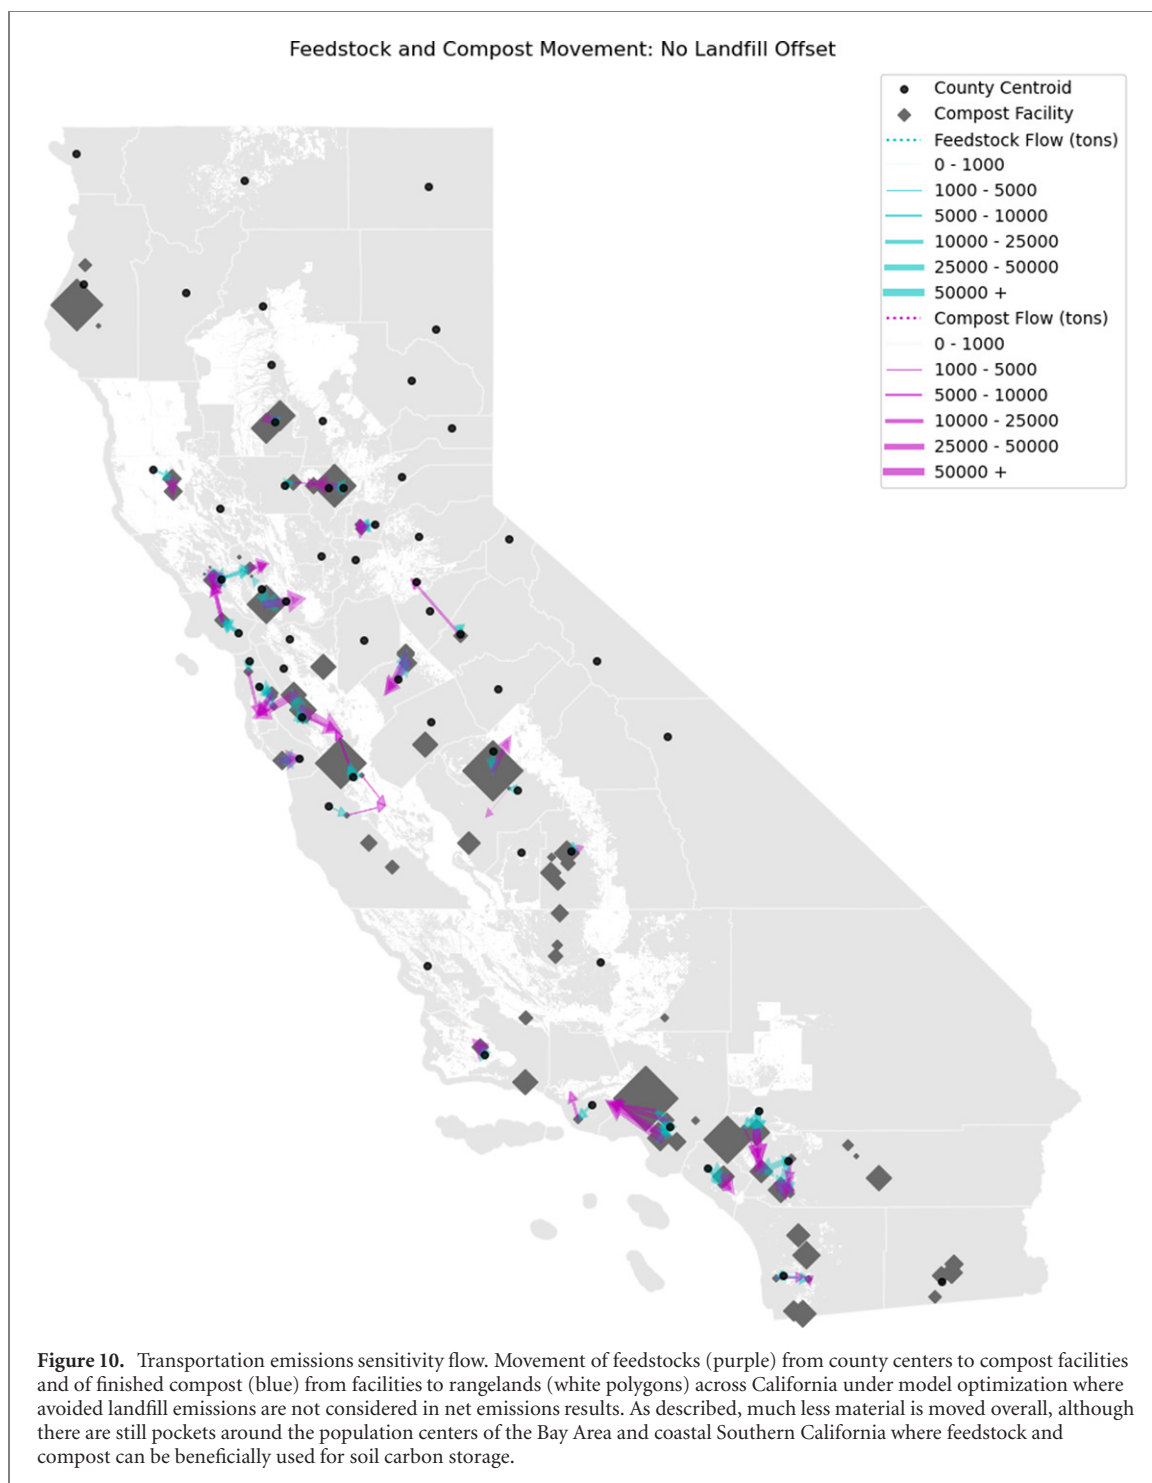 Feedstock and Compost Movement: No Landfill Offset
County Centroid
Compost Facility
Feedstock Flow (tons)
0 - 1000
1000 - 5000
5000 - 10000
10000 - 25000
25000 - 50000
50000 +
Compost Flow (tons)
0 - 1000
1000 - 5000
5000 - 10000
10000 - 25000
25000 - 50000
50000 +
Figure 10. Transportation emissions sensitivity flow. Movement of feedstocks (purple) from county centers to compost facilities
and of finished compost (blue) from facilities to rangelands (white polygons) across California under model optimization where
avoided landfill emissions are not considered in net emissions results. As described, much less material is moved overall, although
there are still pockets around the population centers of the Bay Area and coastal Southern California where feedstock and
compost can be beneficially used for soil carbon storage.